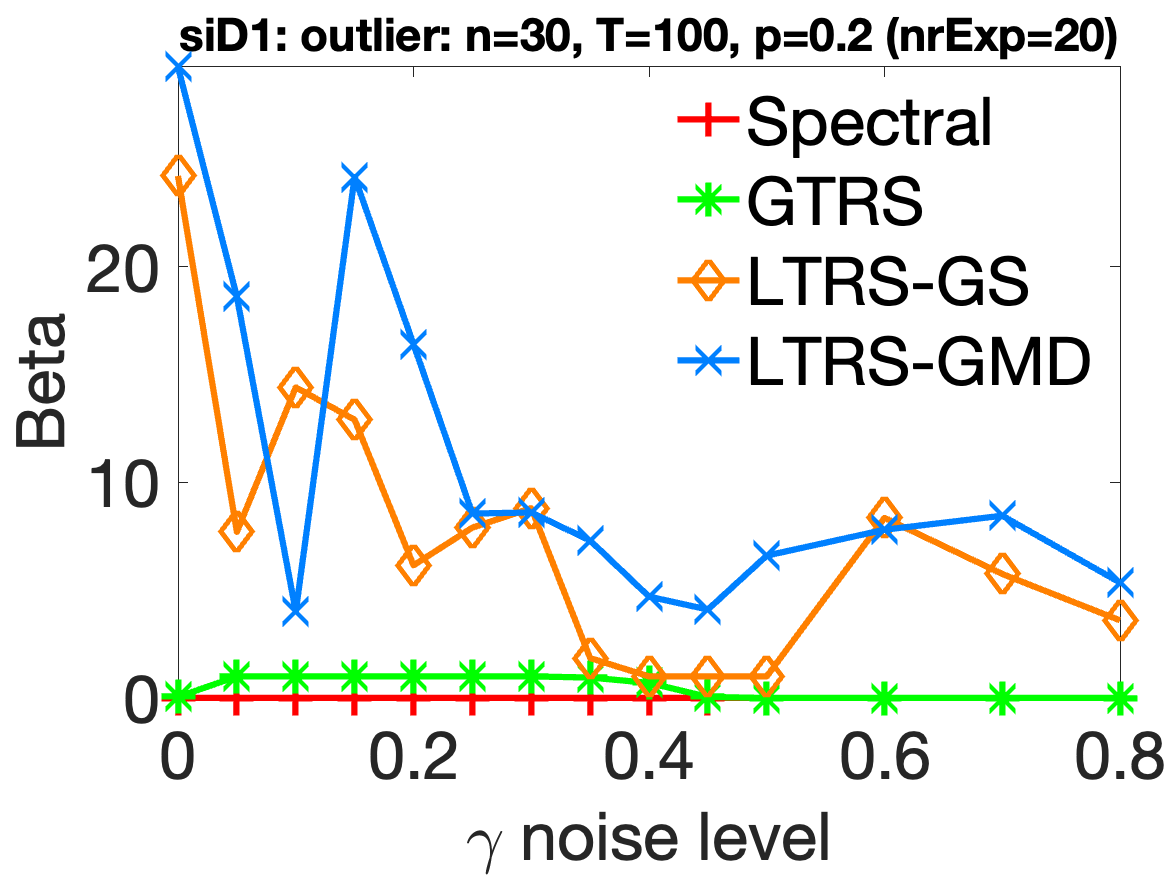 siD1: outlier: n=30, T=100, p=0.2 (nrExp=20)
Spectral
GTRS
LTRS-GS
LTRS-GMD
20
10
0
Beta
0 0.2 0.4 0.6 0.8
γ noise level